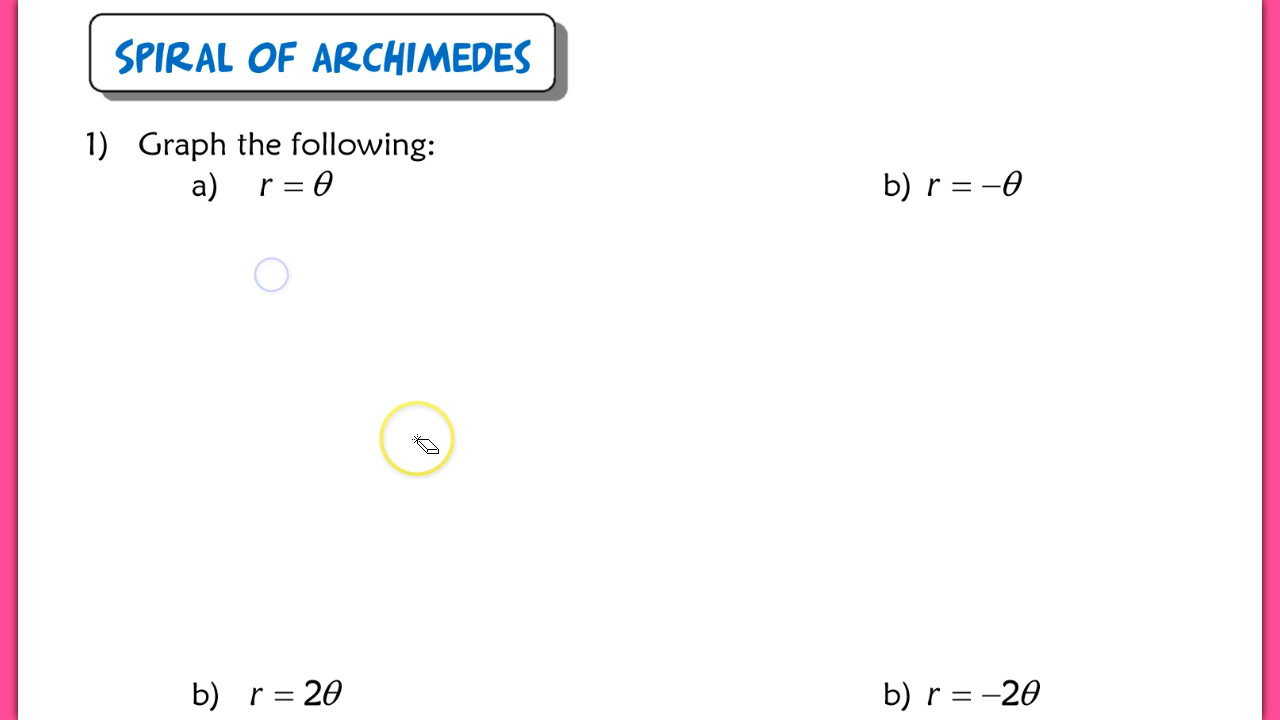 SPIRAL OF ARCHIMEDES
1) Graph the following:
a) r = θ
b) r = −θ
b) r = 2θ
b) r = −2θ